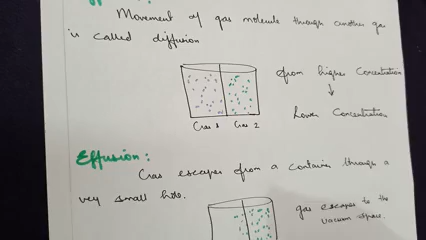 Movement of gas molecule through another gas
is called diffusion
from higher Concentration
↓
Lower Concentration
Gas 1 Gas 2
Effusion:
Gas escapes from a container through a
very small hole.
gas escapes to the
vacuum space.